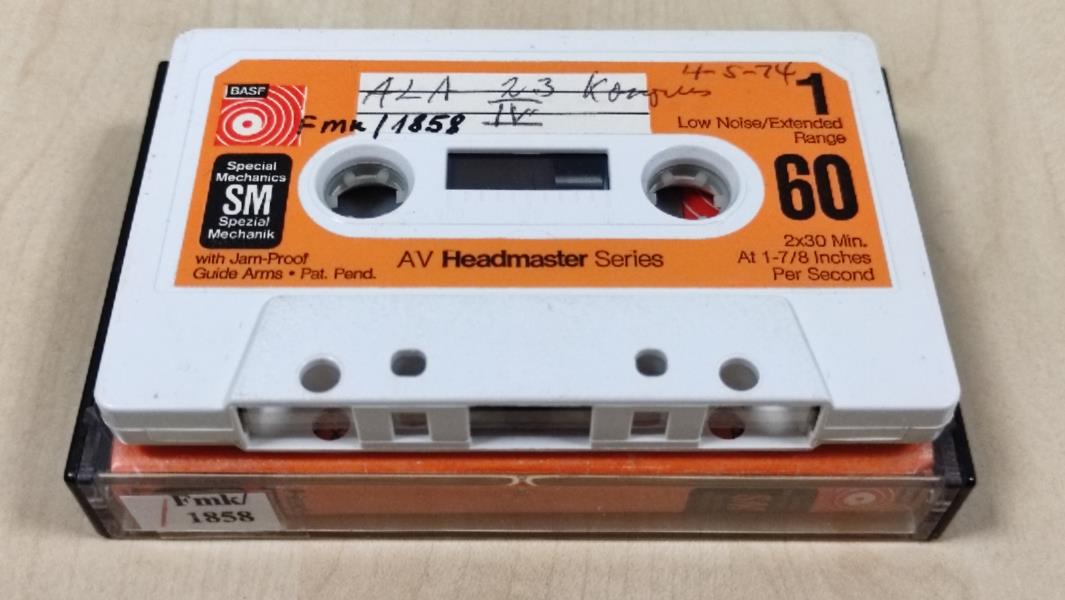 4-5-74
BASF
ALA 23 Kongress
IV
Fmk/1858
1
Low Noise/Extended
Range
Special
Mechanics
SM
Spezial
Mechanik
60
with Jam-Proof
Guide Arms • Pat. Pend.
AV Headmaster Series
2x30 Min.
At 1-7/8 Inches
Per Second
Fmk/
1858
SM